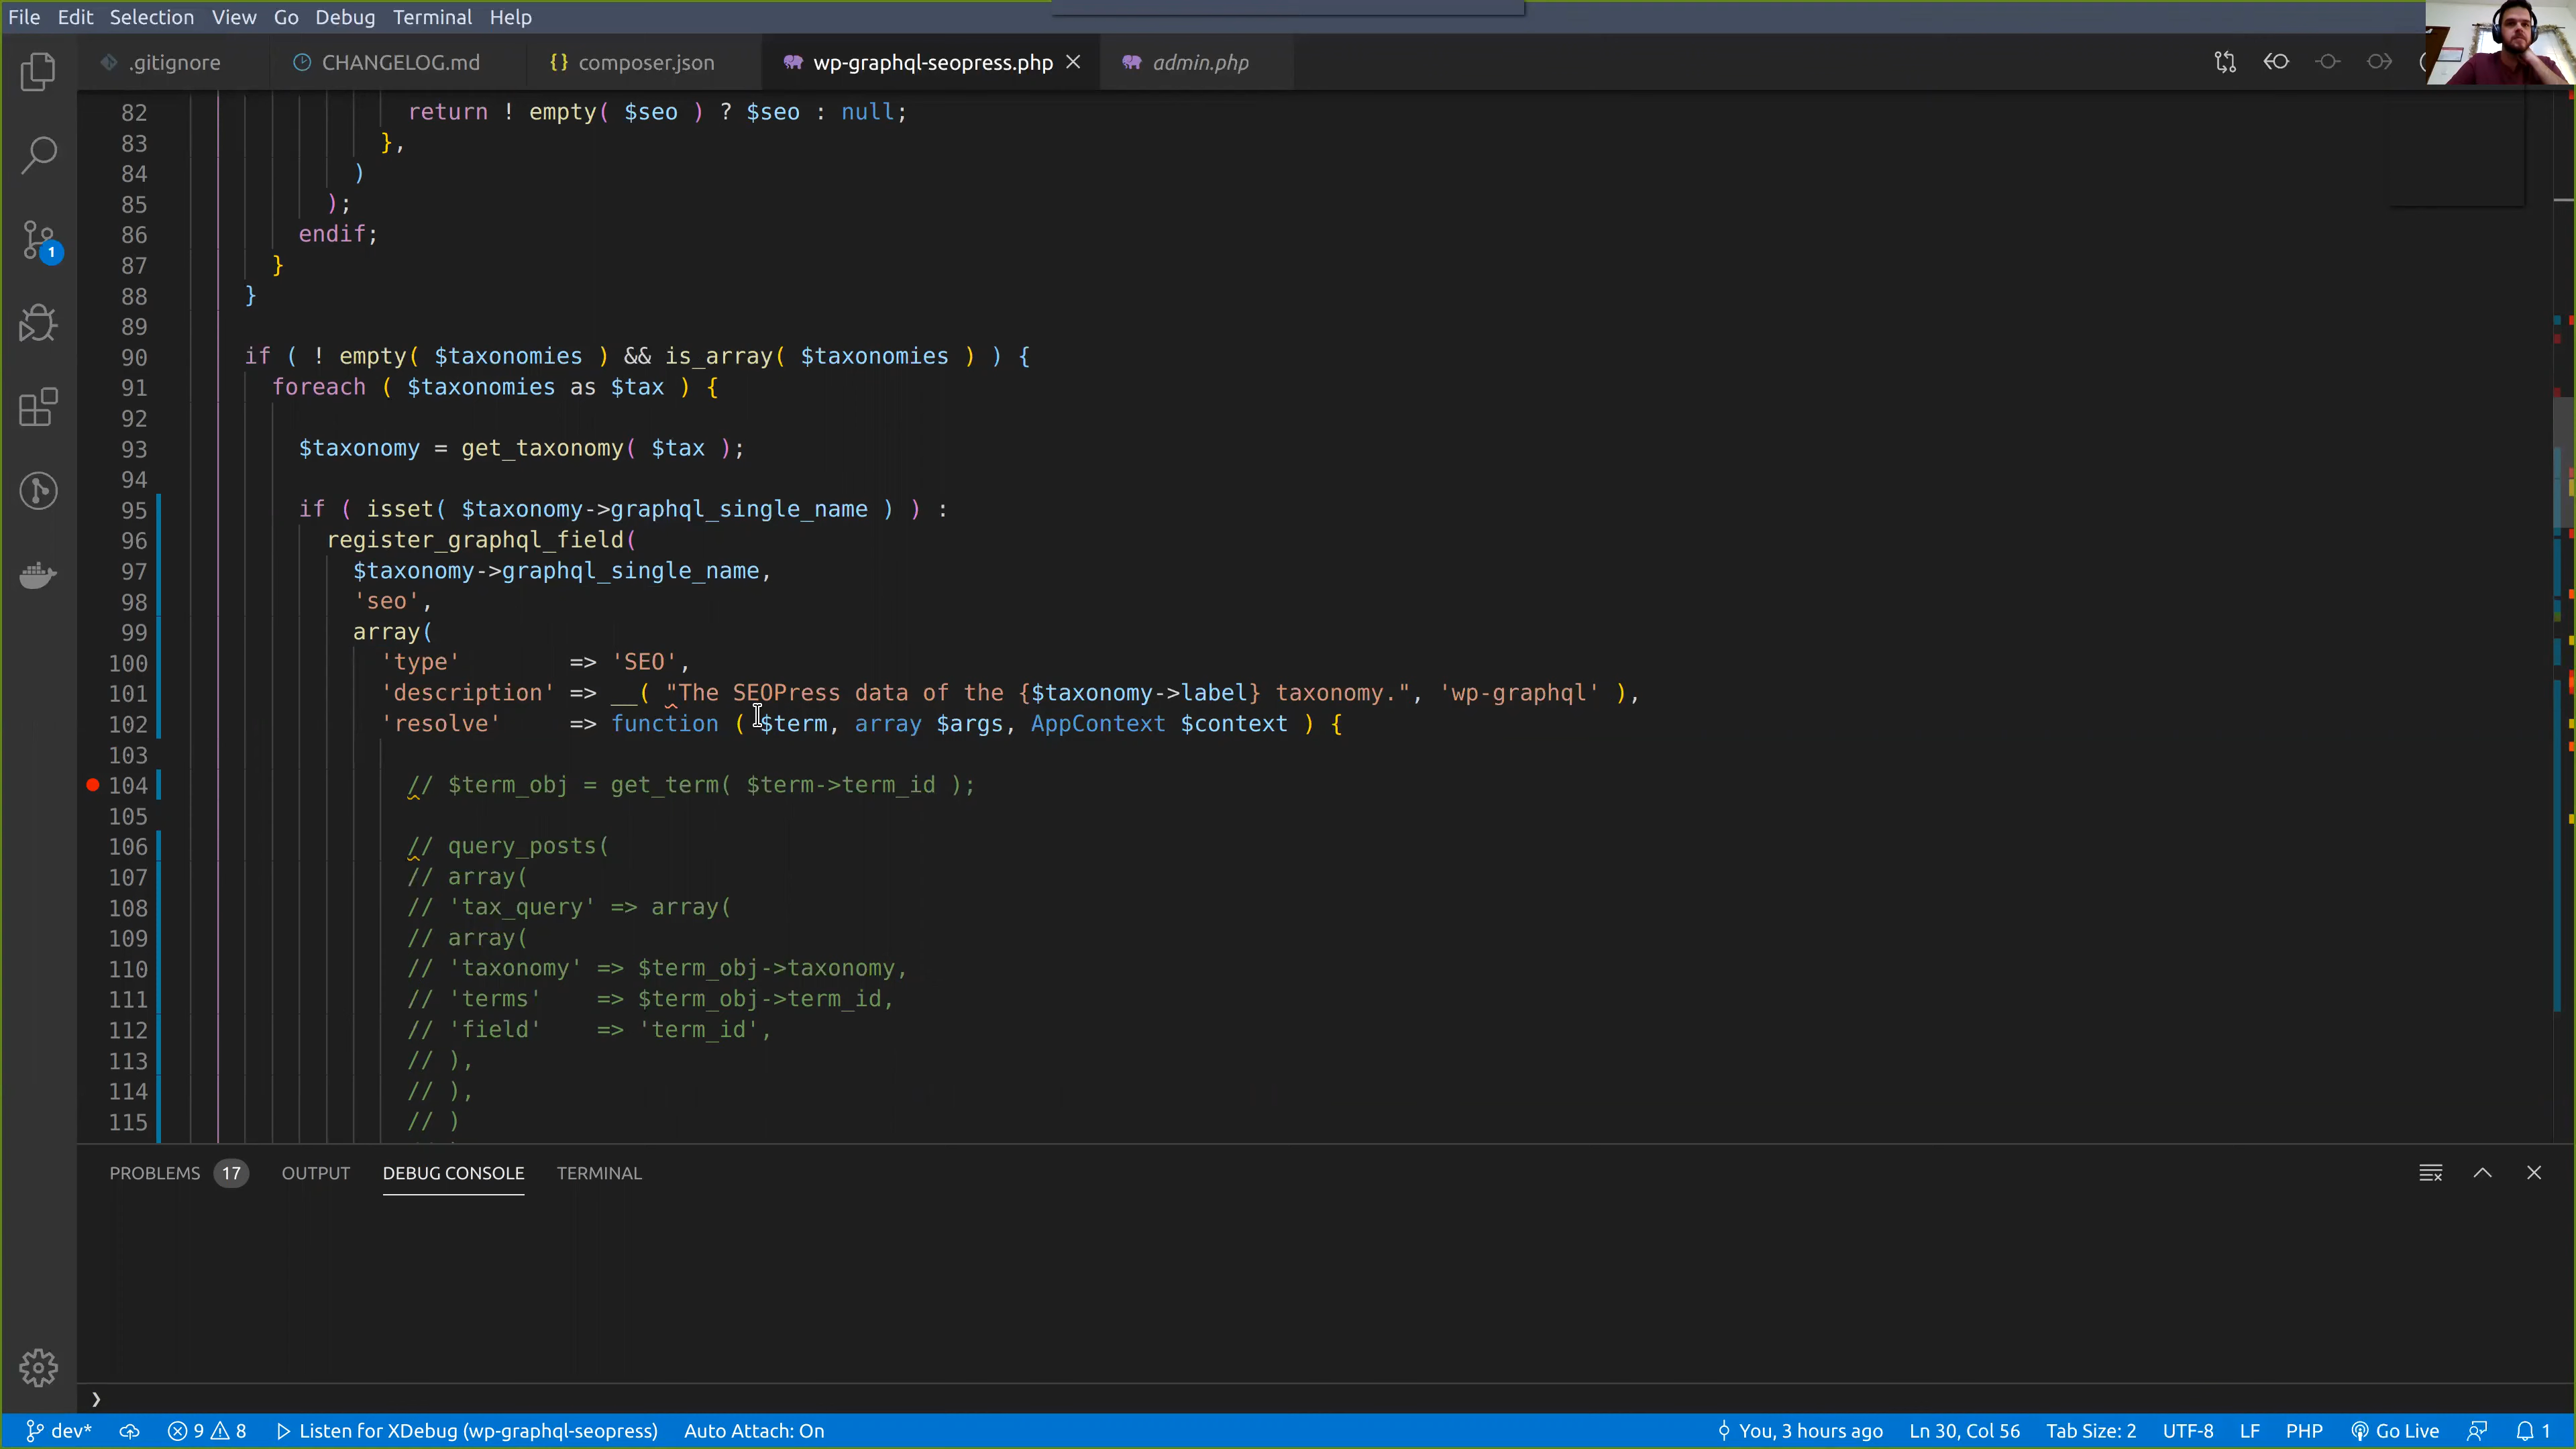 File Edit Selection View Go Debug Terminal Help
.gitignore CHANGELOG.md {} composer.json wp-graphql-seopress.php admin.php
82 return ! empty( $seo ) ? $seo : null;
83 },
84 )
85 );
86 endif;
87 }
88 }
89
90 if ( ! empty( $taxonomies ) && is_array( $taxonomies ) ) {
91 foreach ( $taxonomies as $tax ) {
92
93 $taxonomy = get_taxonomy( $tax );
94
95 if ( isset( $taxonomy->graphql_single_name ) ) :
96 register_graphql_field(
97 $taxonomy->graphql_single_name,
98 'seo',
99 array(
100 'type' => 'SEO',
101 'description' => __( "The SEOPress data of the {$taxonomy->label} taxonomy.", 'wp-graphql' ),
102 'resolve' => function ( $term, array $args, AppContext $context ) {
103
104 // $term_obj = get_term( $term->term_id );
105
106 // query_posts(
107 // array(
108 // 'tax_query' => array(
109 // array(
110 // 'taxonomy' => $term_obj->taxonomy,
111 // 'terms' => $term_obj->term_id,
112 // 'field' => 'term_id',
113 // ),
114 // ),
115 // )
1
PROBLEMS 17 OUTPUT DEBUG CONSOLE TERMINAL
dev* 9 8 Listen for XDebug (wp-graphql-seopress) Auto Attach: On You, 3 hours ago Ln 30, Col 56 Tab Size: 2 UTF-8 LF PHP Go Live 1